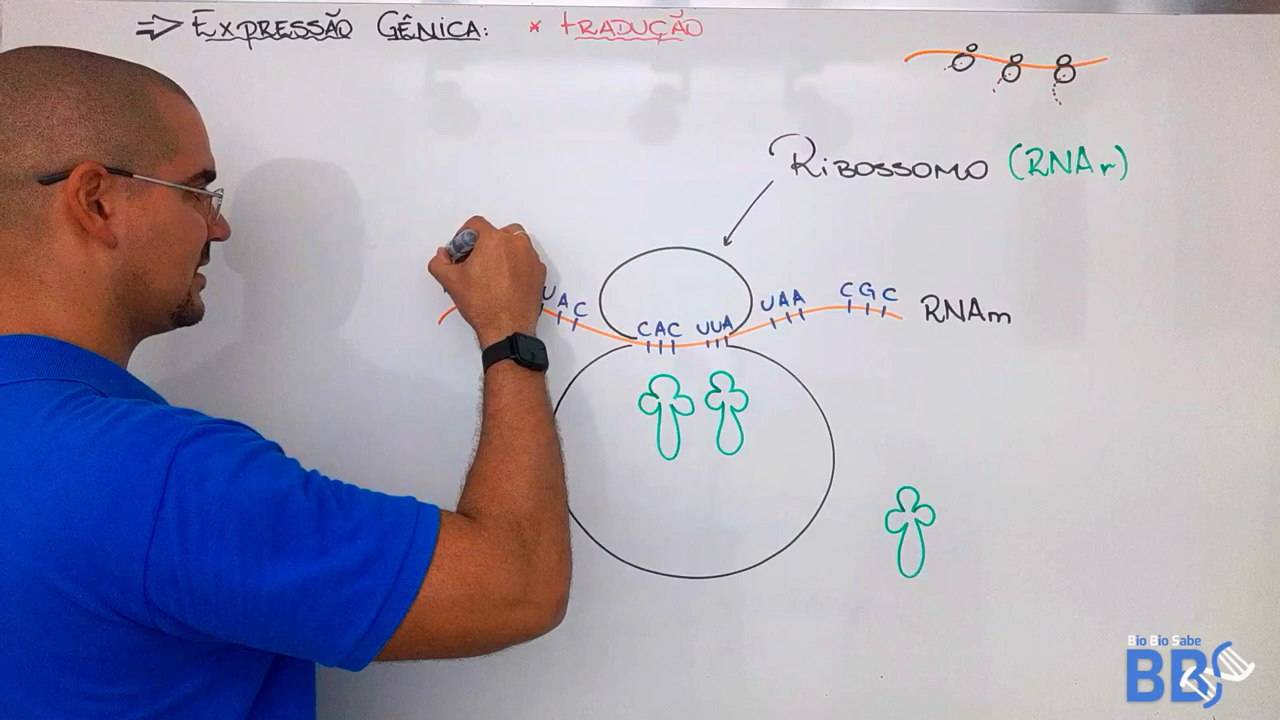 ⇒ Expressão Gênica: * tradução
Ribossomo (RNAr)
UAC CAC UUA UAA CGC RNAm
Bio Bio Sabe
BBS